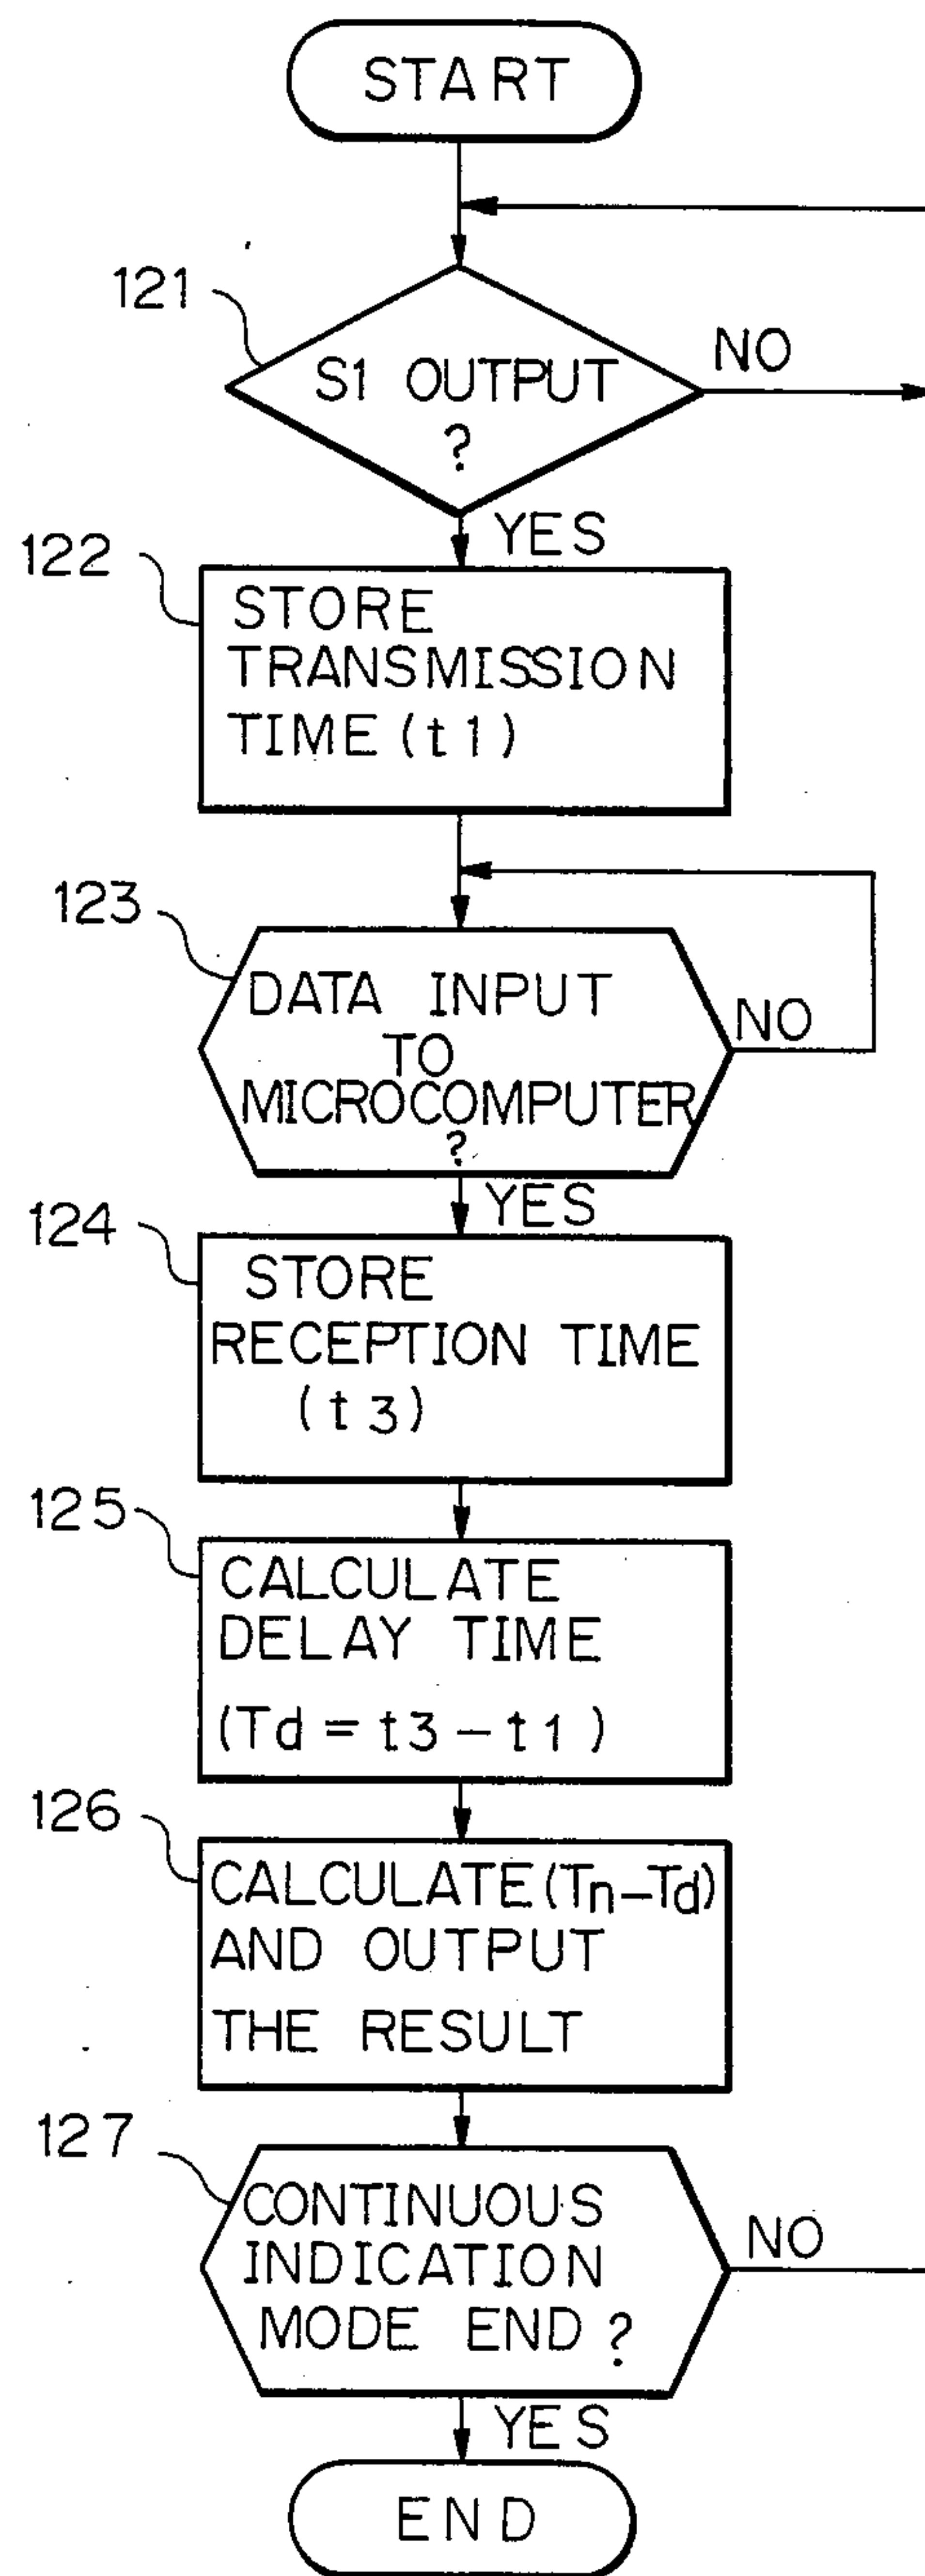 START
121
S1 OUTPUT
?
NO
YES
122
STORE
TRANSMISSION
TIME (t1)
123
DATA INPUT
TO
MICROCOMPUTER
?
NO
YES
124
STORE
RECEPTION TIME
(t3)
125
CALCULATE
DELAY TIME
(Td = t3 - t1)
126
CALCULATE (Tn-Td)
AND OUTPUT
THE RESULT
127
CONTINUOUS
INDICATION
MODE END ?
NO
YES
END